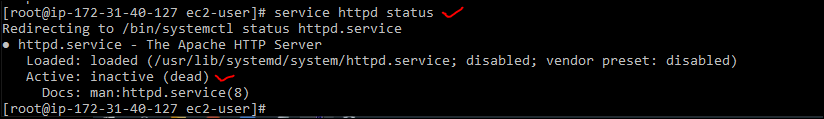 [root@ip-172-31-40-127 ec2-user]# service httpd status
Redirecting to /bin/systemctl status httpd.service
● httpd.service - The Apache HTTP Server
   Loaded: loaded (/usr/lib/systemd/system/httpd.service; disabled; vendor preset: disabled)
   Active: inactive (dead)
     Docs: man:httpd.service(8)
[root@ip-172-31-40-127 ec2-user]#